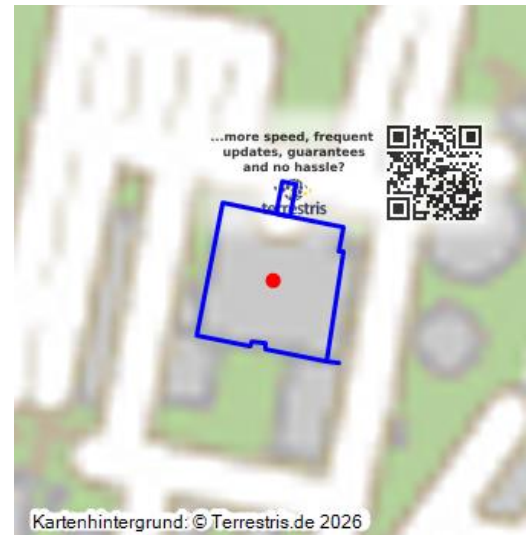 ...more speed, frequent
updates, guarantees
and no hassle?
terrestris
Kartenhintergrund: © Terrestris.de 2026